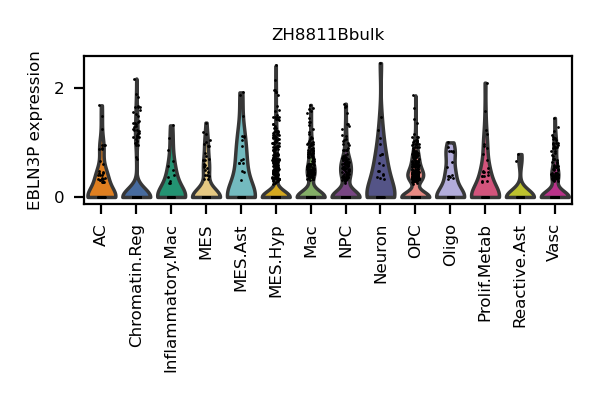 ZH8811Bbulk
EBLN3P expression
2
0
AC
Chromatin.Reg
Inflammatory.Mac
MES
MES.Ast
MES.Hyp
Mac
NPC
Neuron
OPC
Oligo
Prolif.Metab
Reactive.Ast
Vasc